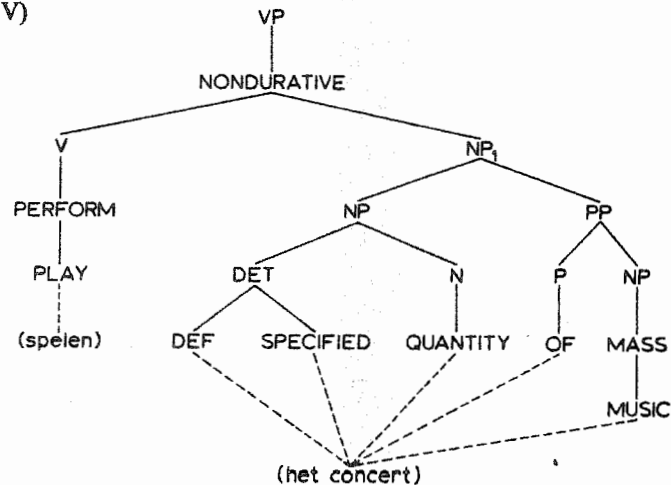 V)
VP
NONDURATIVE
V NP₁
PERFORM NP PP
PLAY DET N P NP
(spelen) DEF SPECIFIED QUANTITY OF MASS
MUSIC
(het concert)